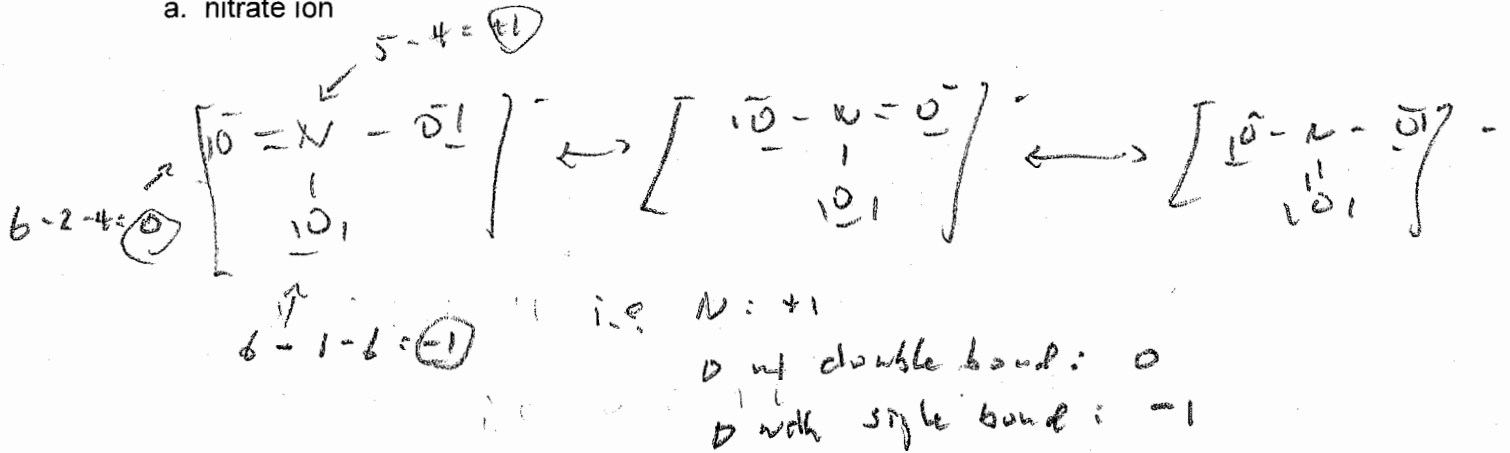 a. nitrate ion
5 - 4 = +1
[|O̅ = N - O̲̅|]⁻ ↔ [|O̲̅ - N = O̲̅]⁻ ↔ [|O̲̅ - N - O̲̅|]⁻
| | ||
|O̲| |O̲| |O|
6 - 2 - 4 = 0
6 - 1 - 6 = -1
i.e. N: +1
O w/ double bond: 0
O with single bond: -1